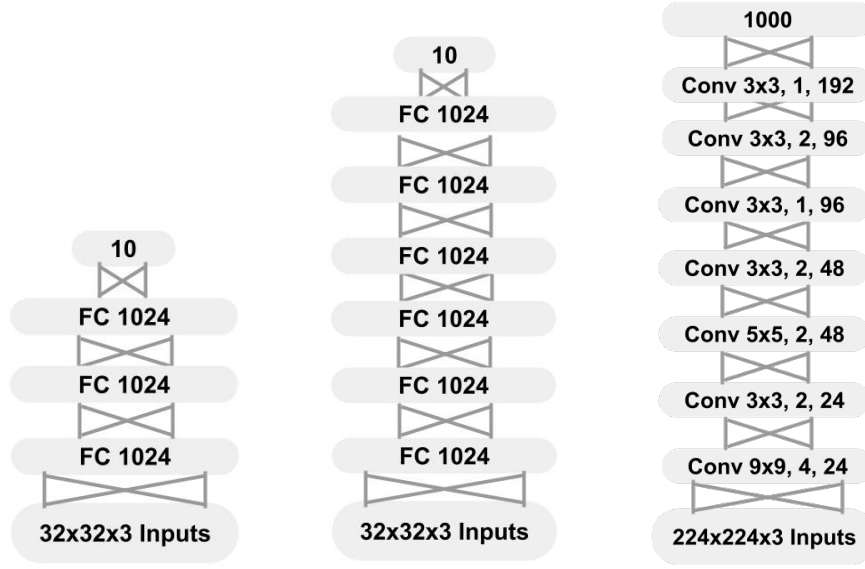 10
FC 1024
FC 1024
FC 1024
32x32x3 Inputs
10
FC 1024
FC 1024
FC 1024
FC 1024
FC 1024
FC 1024
32x32x3 Inputs
1000
Conv 3x3, 1, 192
Conv 3x3, 2, 96
Conv 3x3, 1, 96
Conv 3x3, 2, 48
Conv 5x5, 2, 48
Conv 3x3, 2, 24
Conv 9x9, 4, 24
224x224x3 Inputs